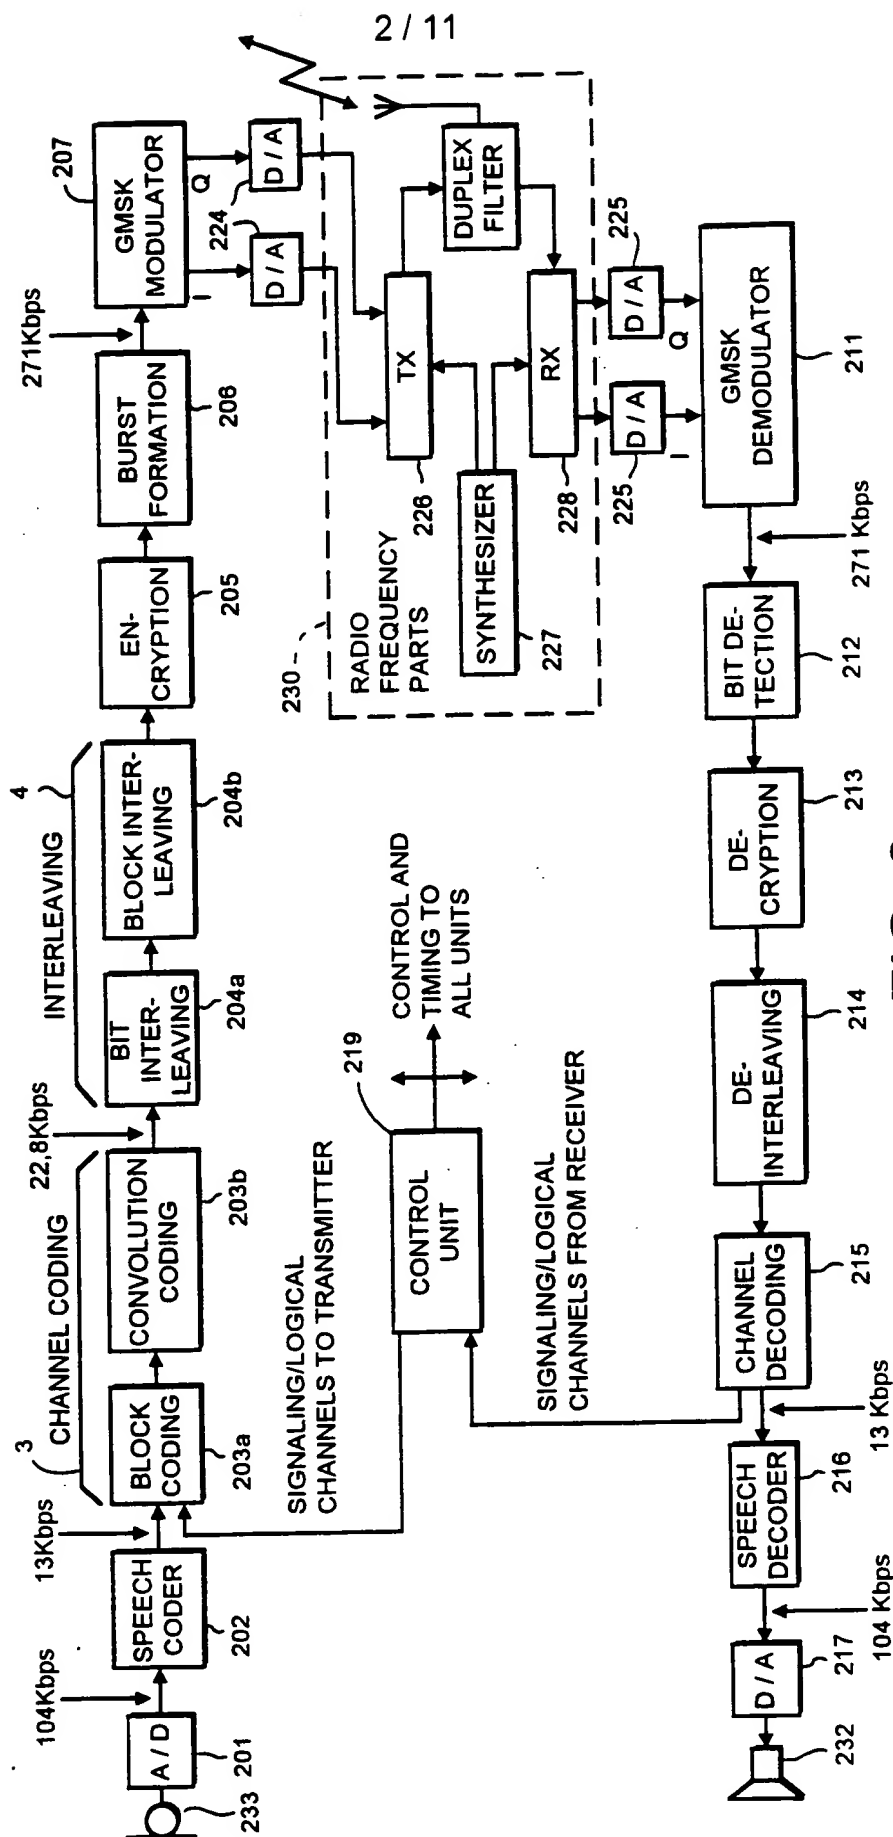 2 / 11
233
A / D
201
104Kbps
SPEECH
CODER
202
13Kbps
3
CHANNEL CODING
BLOCK
CODING
203a
CONVOLUTION
CODING
203b
22,8Kbps
4
INTERLEAVING
BIT
INTER-
LEAVING
204a
BLOCK INTER-
LEAVING
204b
EN-
CRYPTION
205
BURST
FORMATION
206
271Kbps
GMSK
MODULATOR
207
I
Q
D / A
D / A
224
230
RADIO
FREQUENCY
PARTS
TX
226
DUPLEX
FILTER
SYNTHESIZER
227
RX
228
D / A
225
D / A
225
I
Q
SIGNALING/LOGICAL
CHANNELS TO TRANSMITTER
CONTROL
UNIT
219
CONTROL AND
TIMING TO
ALL UNITS
SIGNALING/LOGICAL
CHANNELS FROM RECEIVER
GMSK
DEMODULATOR
211
271 Kbps
BIT DE-
TECTION
212
DE-
CRYPTION
213
DE-
INTERLEAVING
214
CHANNEL
DECODING
215
13 Kbps
SPEECH
DECODER
216
104 Kbps
D / A
217
232